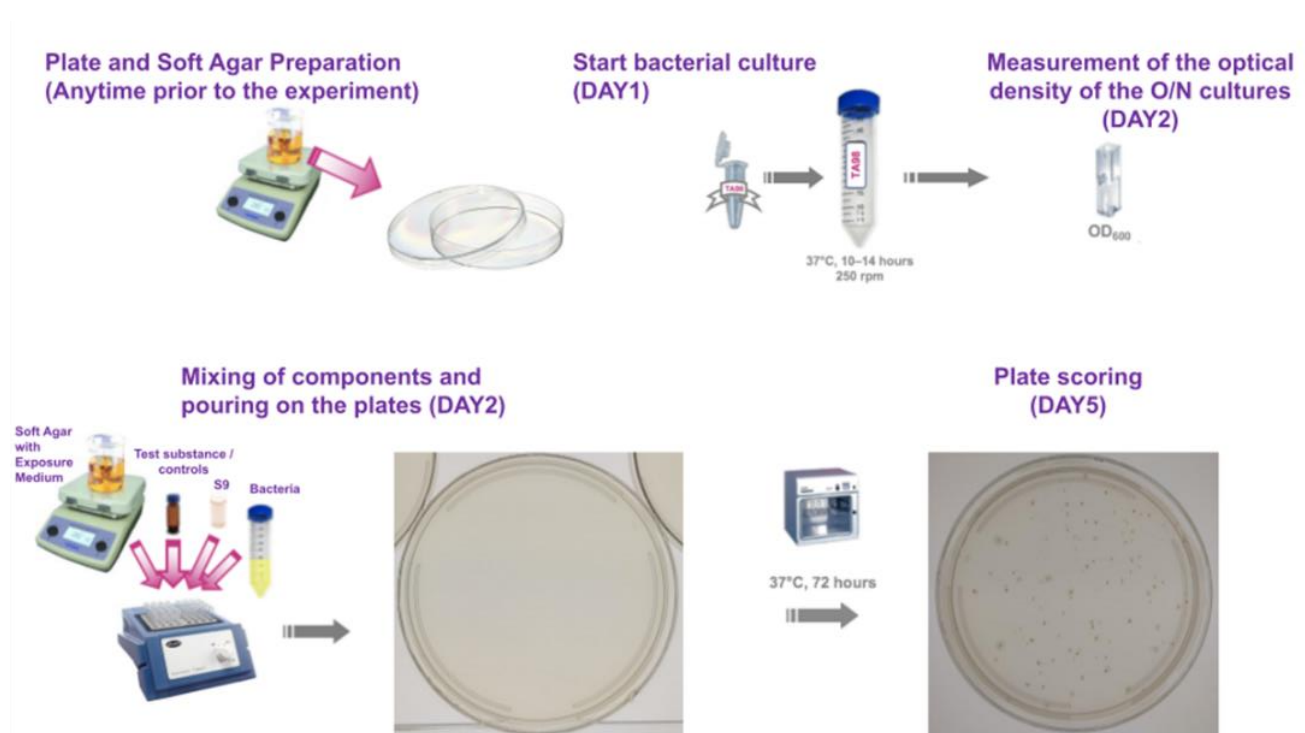 Plate and Soft Agar Preparation
(Anytime prior to the experiment)
Start bacterial culture
(DAY1)
Measurement of the optical
density of the O/N cultures
(DAY2)
TA98
TA98
37°C, 10–14 hours
250 rpm
OD600
Mixing of components and
pouring on the plates (DAY2)
Soft Agar
with
Exposure
Medium
Test substance /
controls
S9
Bacteria
37°C, 72 hours
Plate scoring
(DAY5)